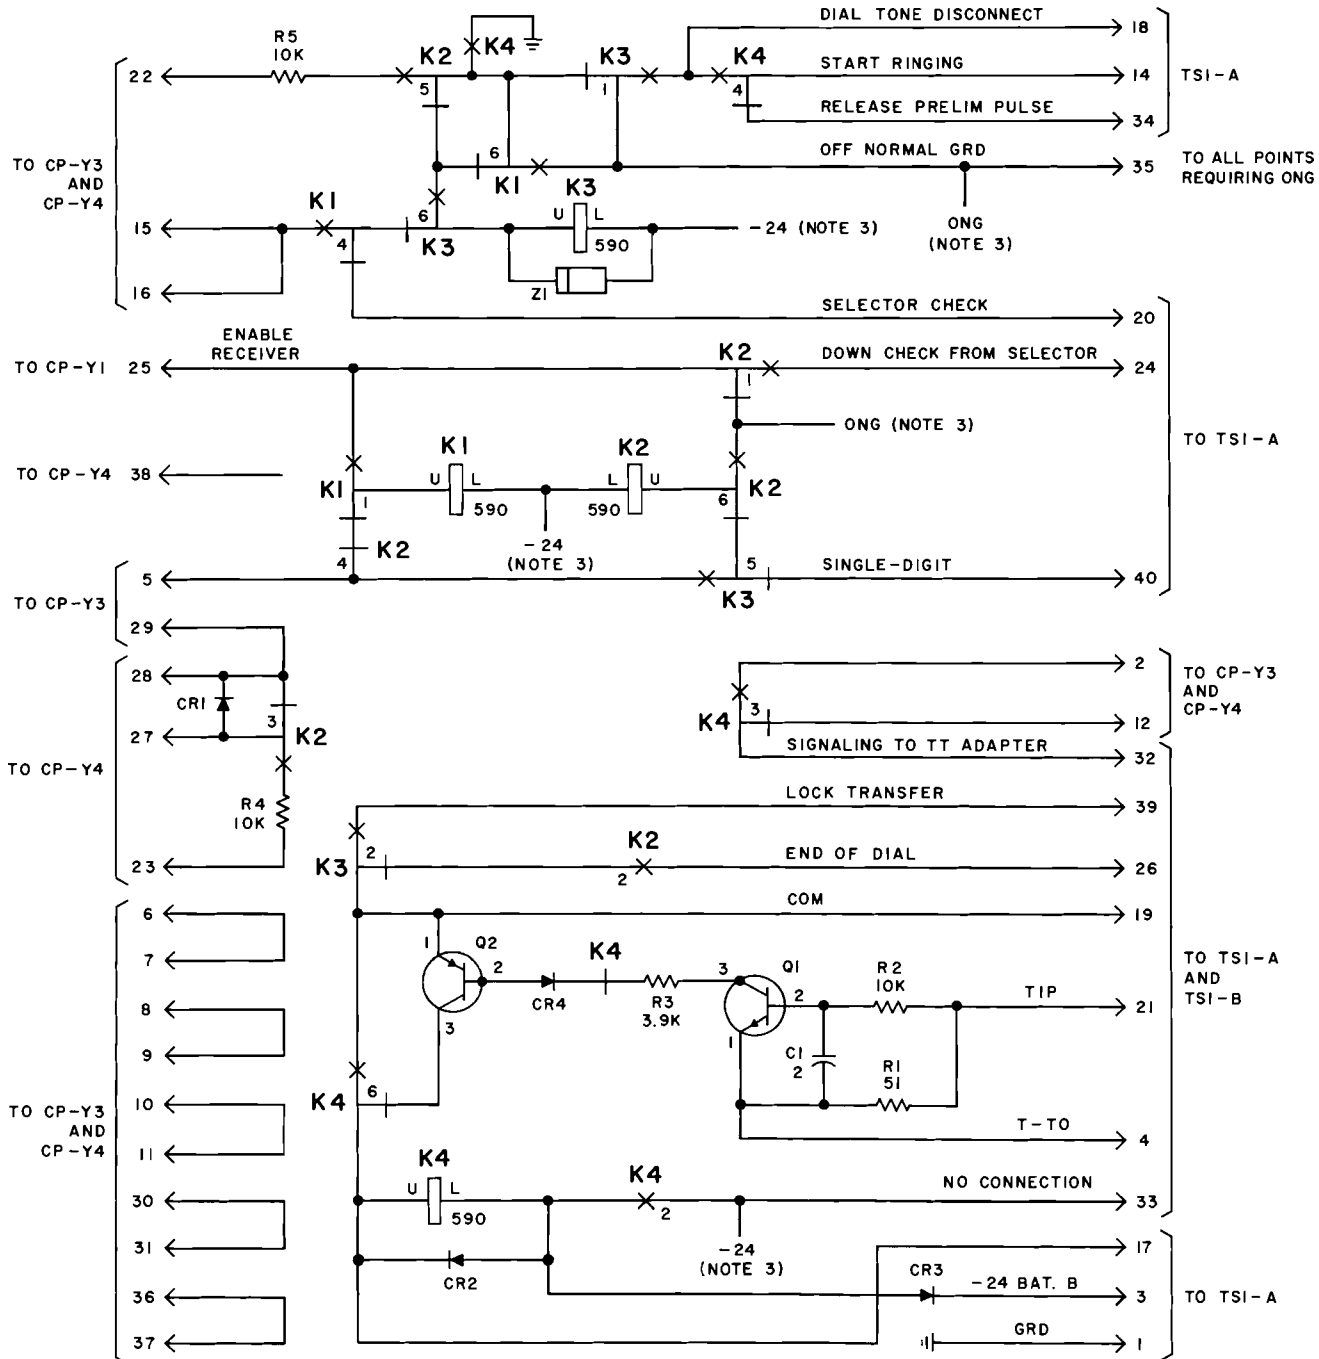 DIAL TONE DISCONNECT
18
R5
10K
K2
K4
K3
K4
START RINGING
22
5
1
4
14
TS1-A
RELEASE PRELIM PULSE
34
OFF NORMAL GRD
6
35
TO ALL POINTS
REQUIRING ONG
TO CP-Y3
AND
CP-Y4
K1
K1
K3
U
L
15
4
6
K3
590
-24 (NOTE 3)
ONG
(NOTE 3)
Z1
16
SELECTOR CHECK
20
ENABLE
RECEIVER
K2
DOWN CHECK FROM SELECTOR
TO CP-Y1
25
1
24
ONG (NOTE 3)
K1
K2
TO TS1-A
TO CP-Y4
38
K1
U
L
L
U
K2
1
590
590
6
K2
-24
(NOTE 3)
4
5
SINGLE-DIGIT
5
K3
40
TO CP-Y3
29
28
CR1
3
K2
27
TO CP-Y4
R4
10K
23
2
TO CP-Y3
AND
CP-Y4
K4
3
12
SIGNALING TO TT ADAPTER
32
LOCK TRANSFER
39
K2
K3
2
2
END OF DIAL
26
COM
19
6
7
8
9
10
11
30
31
36
37
TO CP-Y3
AND
CP-Y4
1
Q2
2
3
K4
CR4
R3
3.9K
3
Q1
2
1
R2
10K
TIP
21
TO TS1-A
AND
TS1-B
C1
2
R1
51
K4
6
T-TO
4
K4
U
L
590
K4
2
NO CONNECTION
33
-24
(NOTE 3)
CR2
17
CR3
-24 BAT. B
3
TO TS1-A
GRD
1